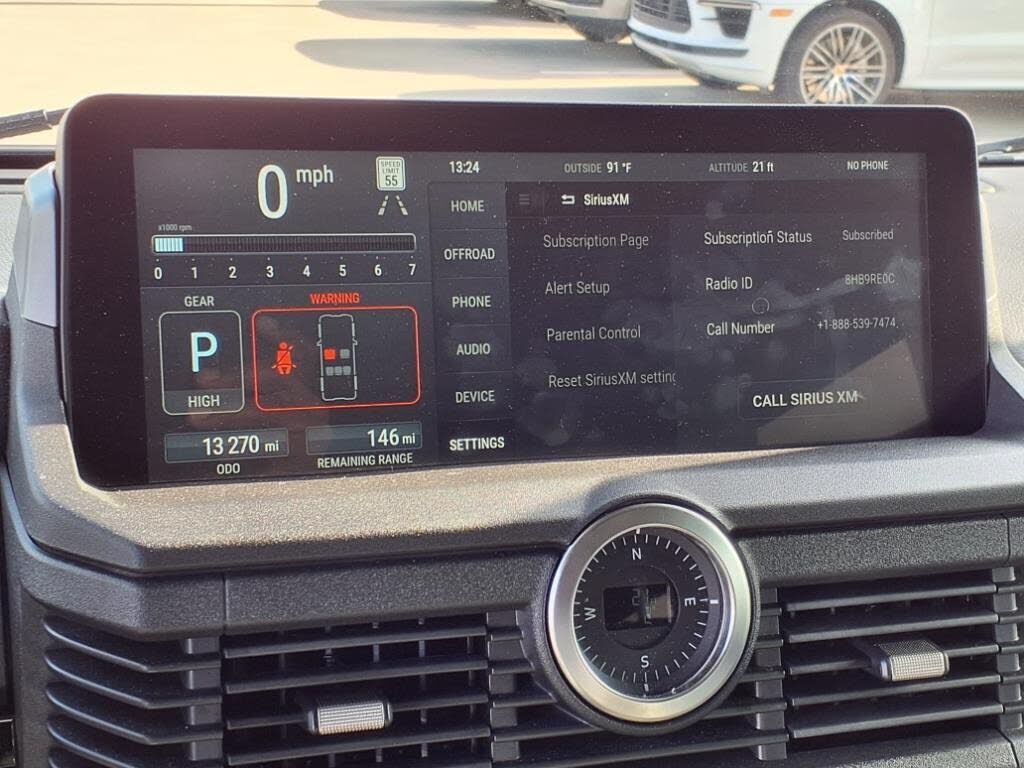 0 mph
SPEED
LIMIT
55
x1000 rpm
0 1 2 3 4 5 6 7
GEAR
P
HIGH
WARNING
13 270 mi
ODO
146 mi
REMAINING RANGE
13:24
OUTSIDE 91 °F
ALTITUDE 21 ft
NO PHONE
HOME
OFFROAD
PHONE
AUDIO
DEVICE
SETTINGS
SiriusXM
Subscription Page
Alert Setup
Parental Control
Reset SiriusXM setting
Subscription Status Subscribed
Radio ID 8HB9RE0C
Call Number +1-888-539-7474,
CALL SIRIUS XM
N
E
S
W